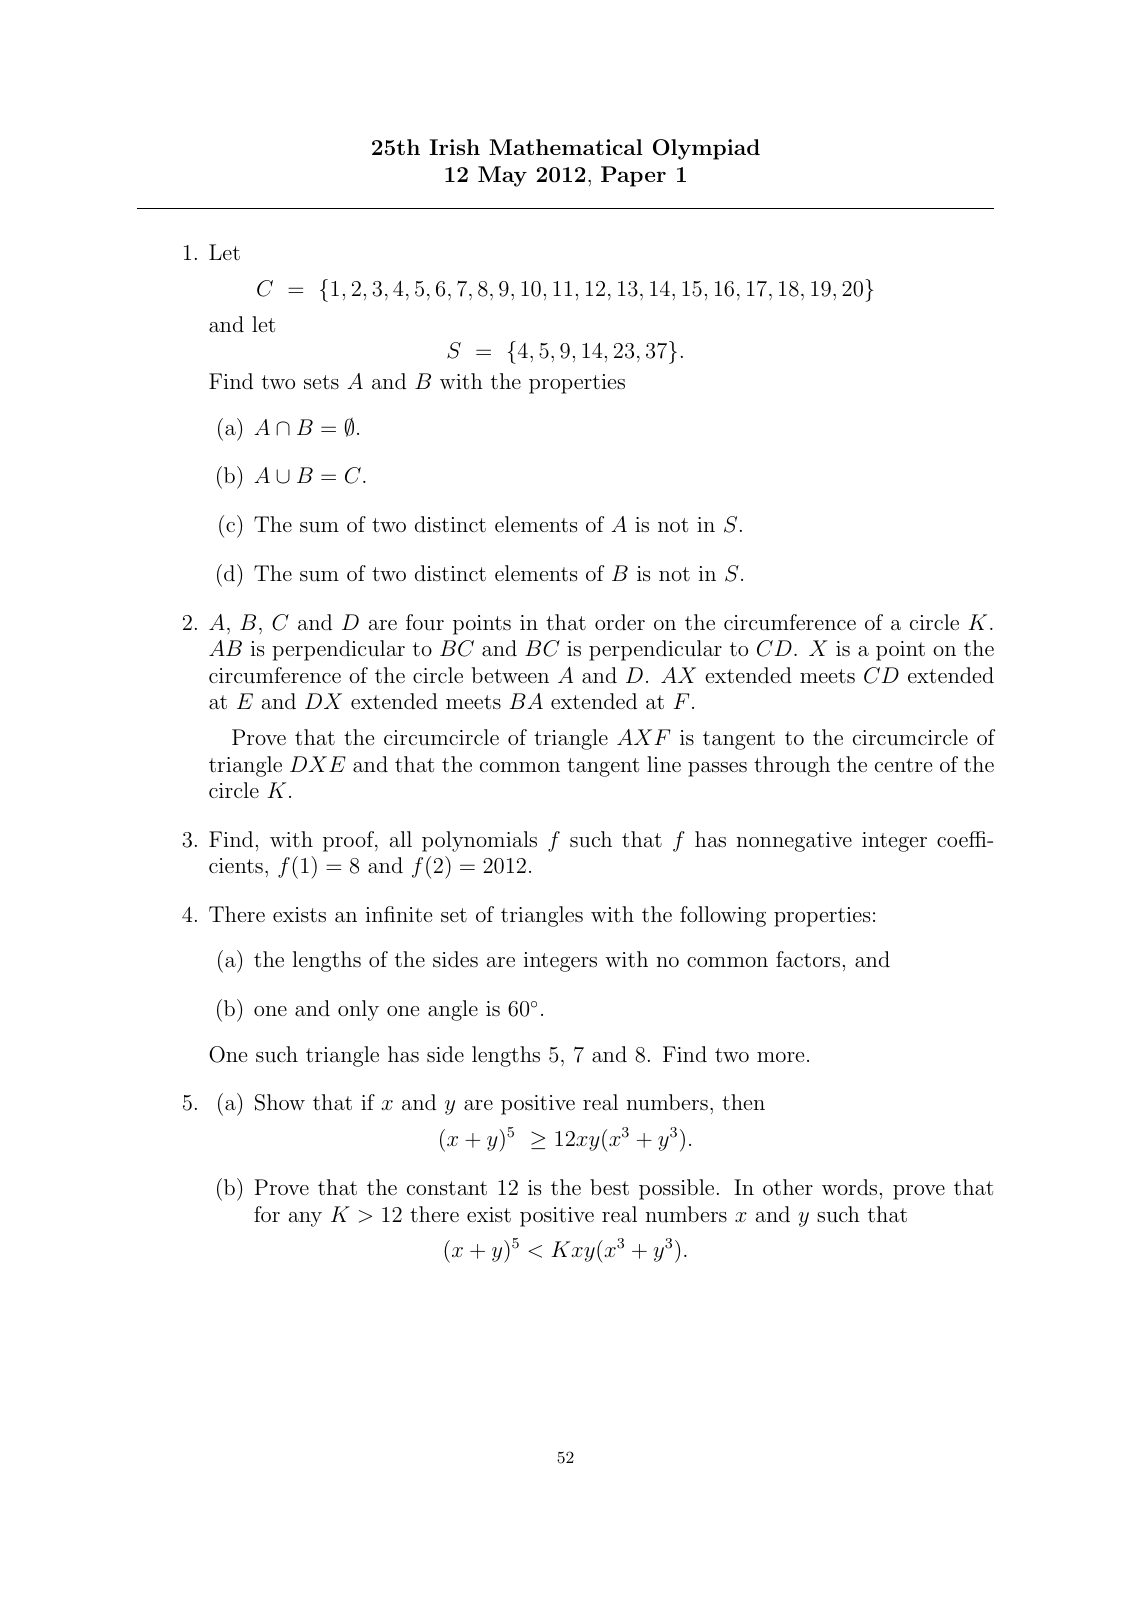 25th Irish Mathematical Olympiad
12 May 2012, Paper 1
1. Let
C = {1, 2, 3, 4, 5, 6, 7, 8, 9, 10, 11, 12, 13, 14, 15, 16, 17, 18, 19, 20}
and let
S = {4, 5, 9, 14, 23, 37}.
Find two sets A and B with the properties
(a) A ∩ B = ∅.
(b) A ∪ B = C.
(c) The sum of two distinct elements of A is not in S.
(d) The sum of two distinct elements of B is not in S.
2. A, B, C and D are four points in that order on the circumference of a circle K.
AB is perpendicular to BC and BC is perpendicular to CD. X is a point on the
circumference of the circle between A and D. AX extended meets CD extended
at E and DX extended meets BA extended at F.
Prove that the circumcircle of triangle AXF is tangent to the circumcircle of
triangle DXE and that the common tangent line passes through the centre of the
circle K.
3. Find, with proof, all polynomials f such that f has nonnegative integer coeffi-
cients, f(1) = 8 and f(2) = 2012.
4. There exists an infinite set of triangles with the following properties:
(a) the lengths of the sides are integers with no common factors, and
(b) one and only one angle is 60°.
One such triangle has side lengths 5, 7 and 8. Find two more.
5. (a) Show that if x and y are positive real numbers, then
(x + y)⁵ ≥ 12xy(x³ + y³).
(b) Prove that the constant 12 is the best possible. In other words, prove that
for any K > 12 there exist positive real numbers x and y such that
(x + y)⁵ < Kxy(x³ + y³).
52